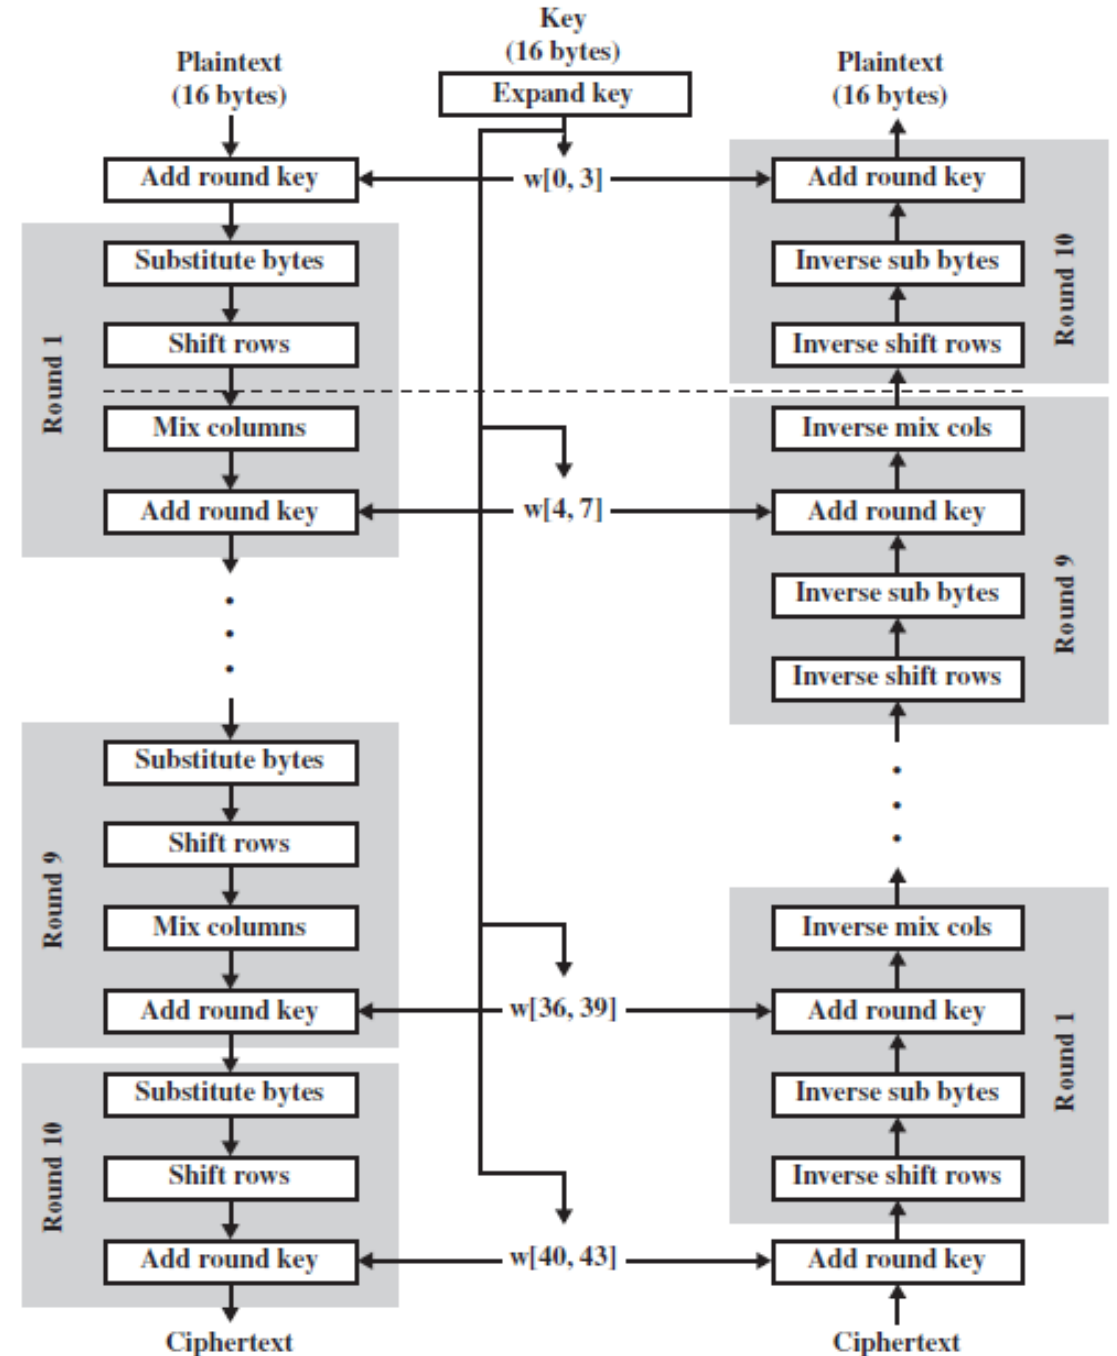 Key
(16 bytes)
Plaintext
(16 bytes)
Expand key
Plaintext
(16 bytes)
Add round key
w[0, 3]
Add round key
Round 1
Substitute bytes
Shift rows
Mix columns
Add round key
w[4, 7]
Inverse sub bytes
Inverse shift rows
Round 10
Inverse mix cols
Add round key
Inverse sub bytes
Inverse shift rows
Round 9
.
.
.
.
.
.
Round 9
Substitute bytes
Shift rows
Mix columns
Add round key
w[36, 39]
Inverse mix cols
Add round key
Inverse sub bytes
Inverse shift rows
Round 1
Round 10
Substitute bytes
Shift rows
Add round key
w[40, 43]
Add round key
Ciphertext
Ciphertext